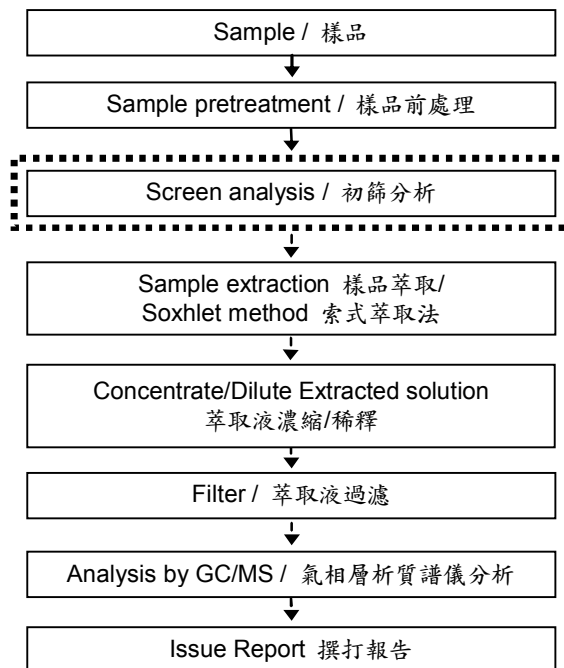 Sample / 樣品
Sample pretreatment / 樣品前處理
Screen analysis / 初篩分析
Sample extraction 樣品萃取/
Soxhlet method 索式萃取法
Concentrate/Dilute Extracted solution
萃取液濃縮/稀釋
Filter / 萃取液過濾
Analysis by GC/MS / 氣相層析質譜儀分析
Issue Report 撰打報告